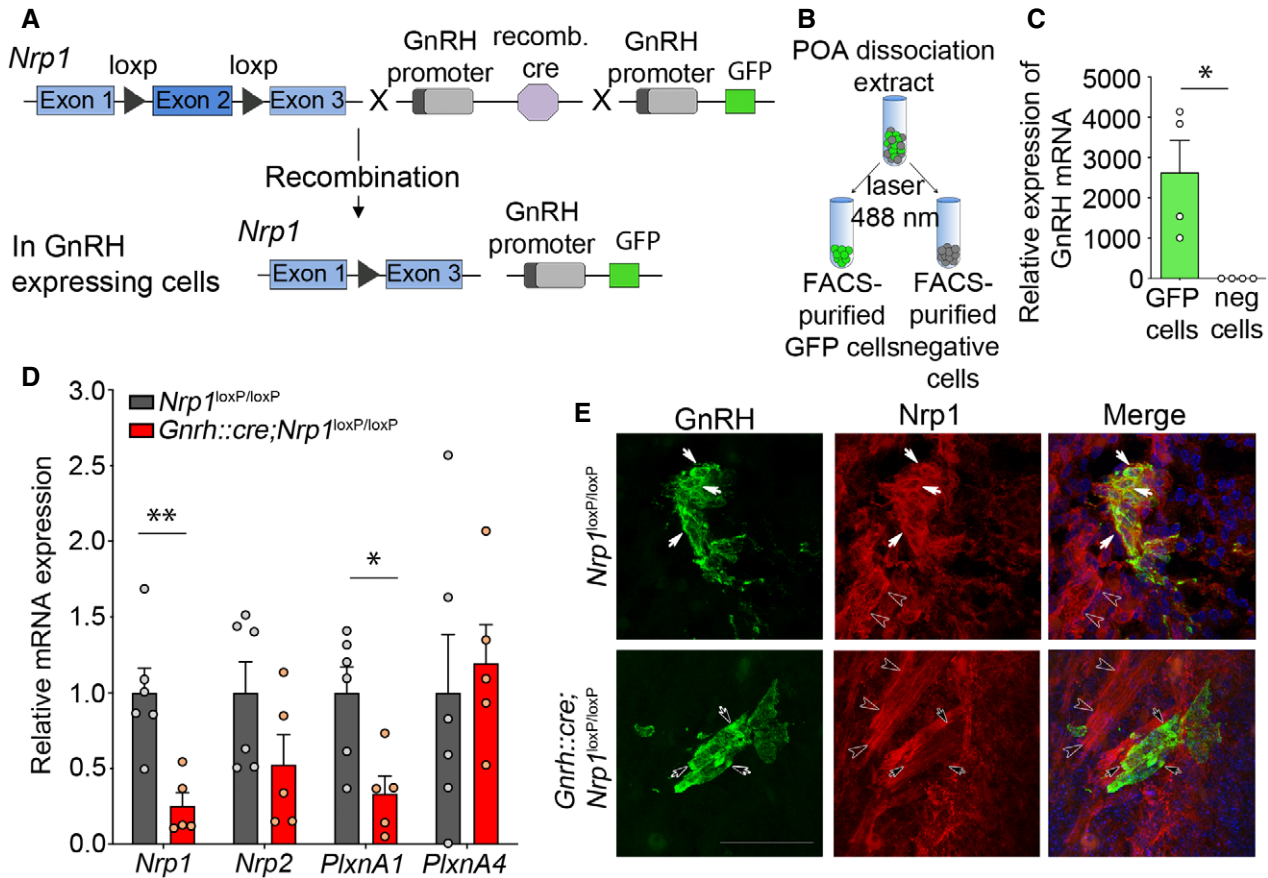 A
Nrp1
loxp
loxp
GnRH
promoter
recomb.
cre
GnRH
promoter
GFP
Exon 1
Exon 2
Exon 3
X
X
Recombination
In GnRH
expressing cells
Nrp1
GnRH
promoter
GFP
Exon 1
Exon 3
B
POA dissociation
extract
laser
488 nm
FACS-
purified
GFP cells
FACS-
purified
negative
cells
C
Relative expression of
GnRH mRNA
5000
4000
3000
2000
1000
0
*
GFP
cells
neg
cells
D
Relative mRNA expression
3.0
2.5
2.0
1.5
1.0
0.5
0.0
Nrp1loxP/loxP
Gnrh::cre;Nrp1loxP/loxP
**
*
Nrp1
Nrp2
PlxnA1
PlxnA4
E
GnRH
Nrp1
Merge
Nrp1loxP/loxP
Gnrh::cre;
Nrp1loxP/loxP